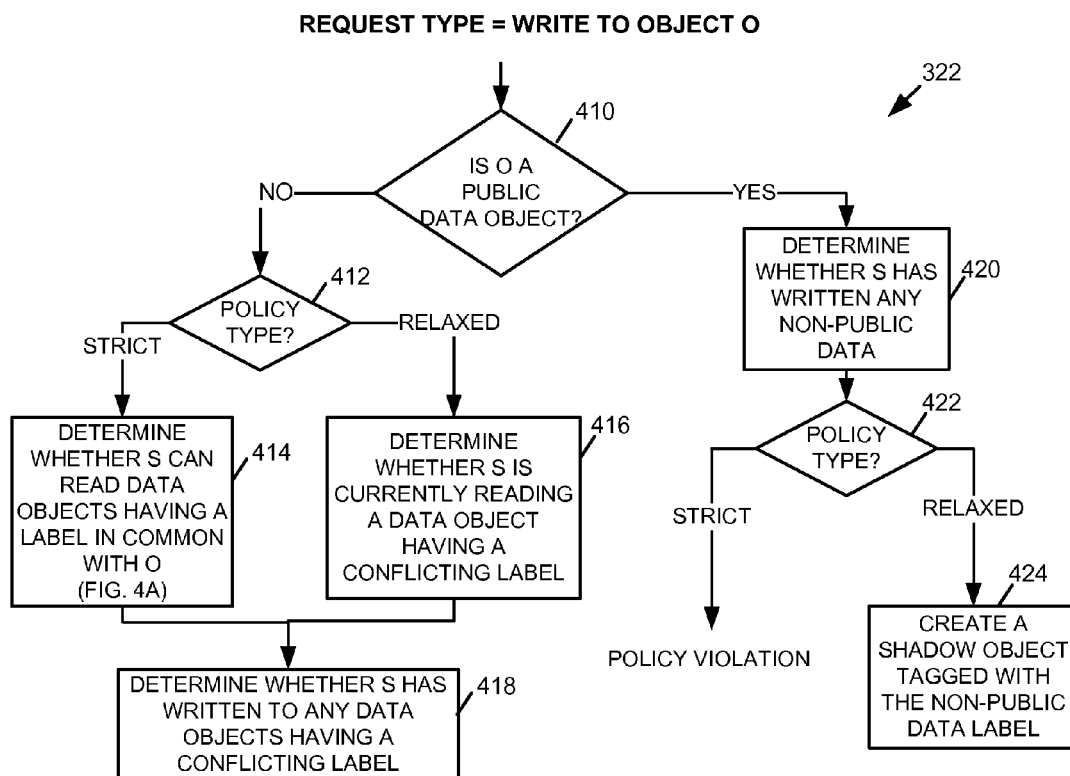 REQUEST TYPE = WRITE TO OBJECT O
322
410
IS O A
PUBLIC
DATA OBJECT?
NO
YES
412
POLICY
TYPE?
STRICT
RELAXED
DETERMINE
WHETHER S HAS
WRITTEN ANY
NON-PUBLIC
DATA
420
422
POLICY
TYPE?
STRICT
RELAXED
DETERMINE
WHETHER S CAN
READ DATA
OBJECTS HAVING A
LABEL IN COMMON
WITH O
(FIG. 4A)
414
DETERMINE
WHETHER S IS
CURRENTLY READING
A DATA OBJECT
HAVING A
CONFLICTING LABEL
416
POLICY VIOLATION
424
CREATE A
SHADOW OBJECT
TAGGED WITH
THE NON-PUBLIC
DATA LABEL
DETERMINE WHETHER S HAS
WRITTEN TO ANY DATA
OBJECTS HAVING A
CONFLICTING LABEL
418